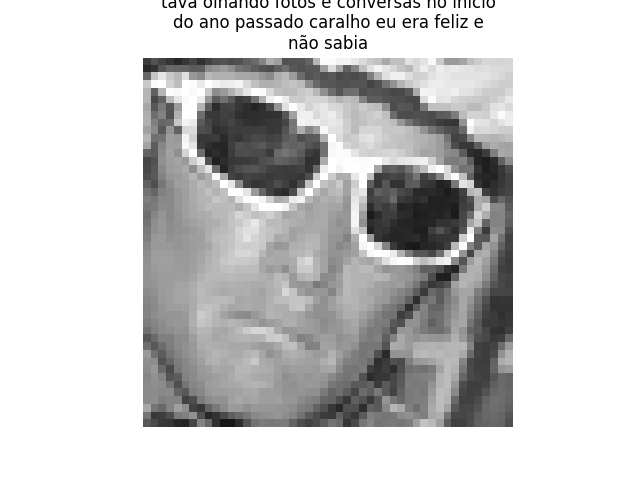 tava olhando fotos e conversas no início
do ano passado caralho eu era feliz e
não sabia